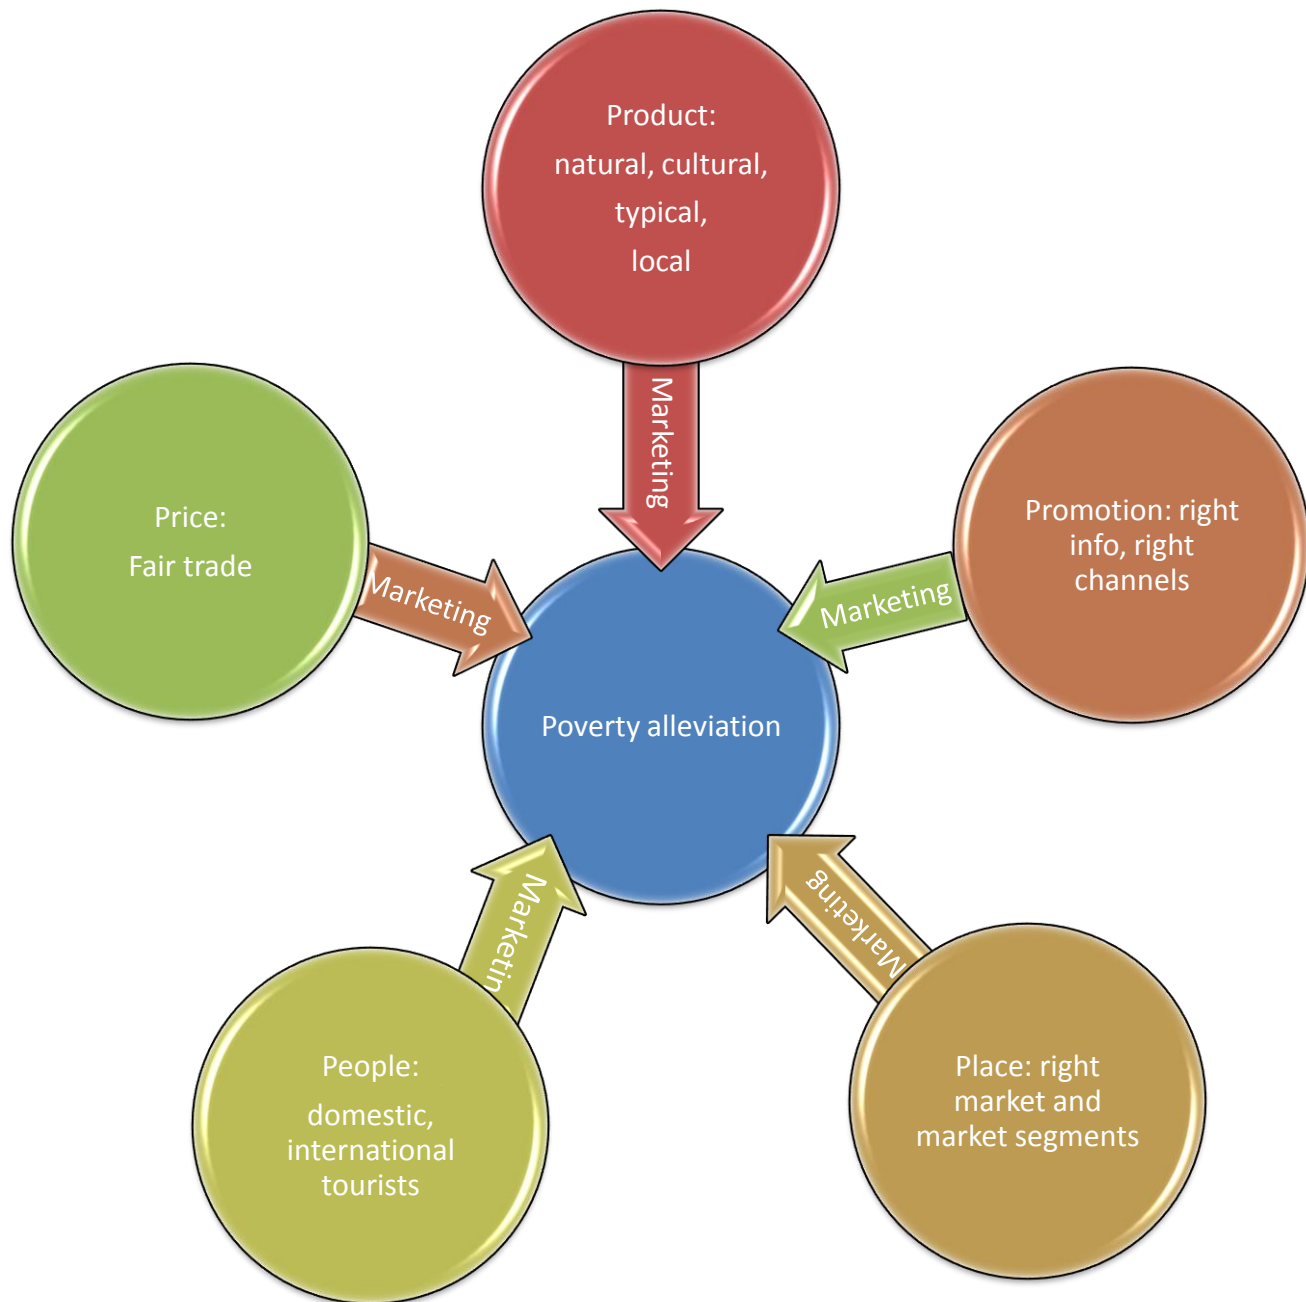 Product:
natural, cultural,
typical,
local
Marketing
Price:
Fair trade
Marketing
Promotion: right
info, right
channels
Marketing
Poverty alleviation
People:
domestic,
international
tourists
Marketin
Place: right
market and
market segments
Marketing